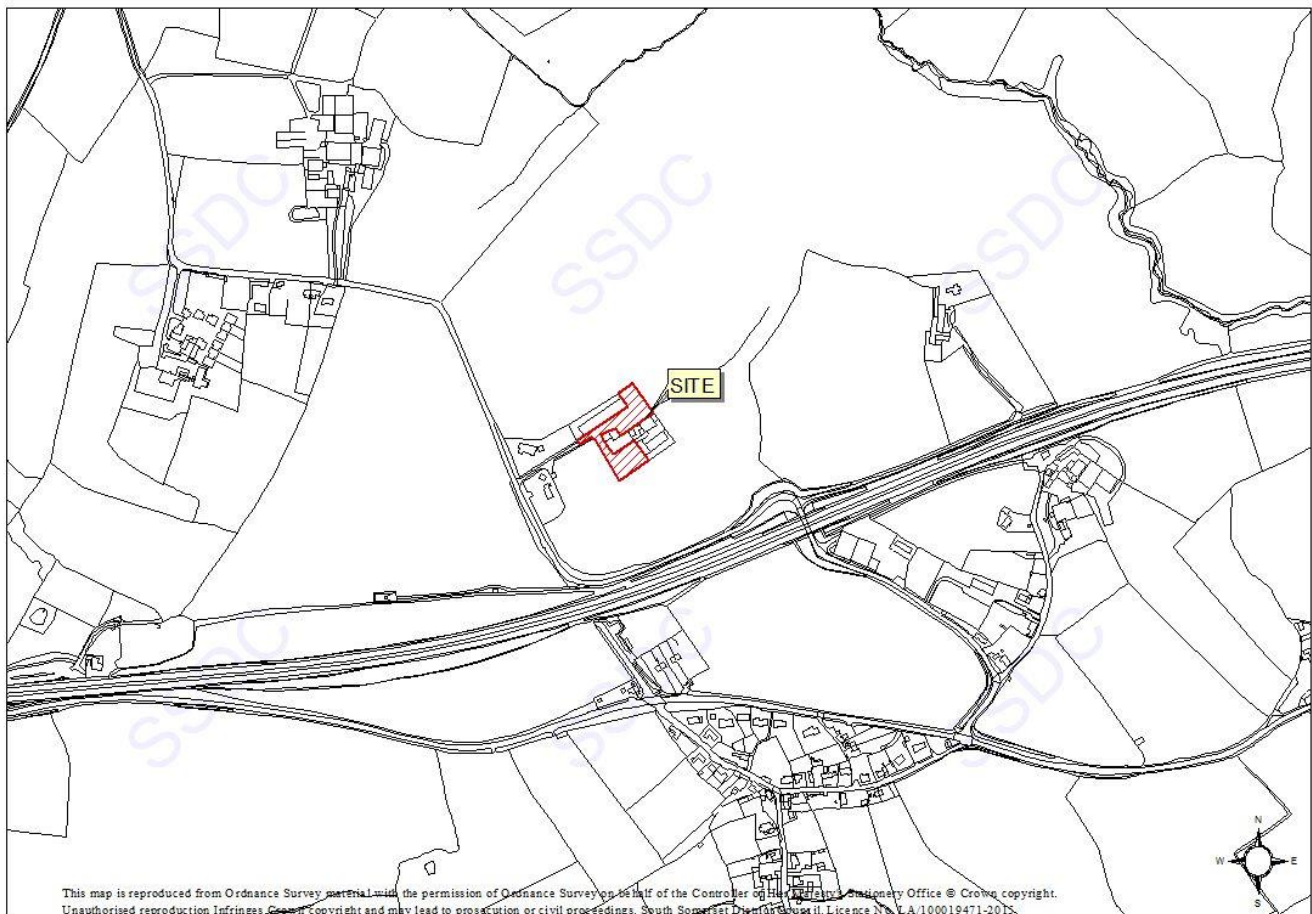 SSDC
SSDC
SSDC
SITE
SSDC
SSDC
SSDC
N
W E
S
This map is reproduced from Ordnance Survey material with the permission of Ordnance Survey on behalf of the Controller of Her Majesty's Stationery Office © Crown copyright.
Unauthorised reproduction Infringes Crown copyright and may lead to prosecution or civil proceedings. South Somerset District Council, Licence No. LA/100019471-2015.